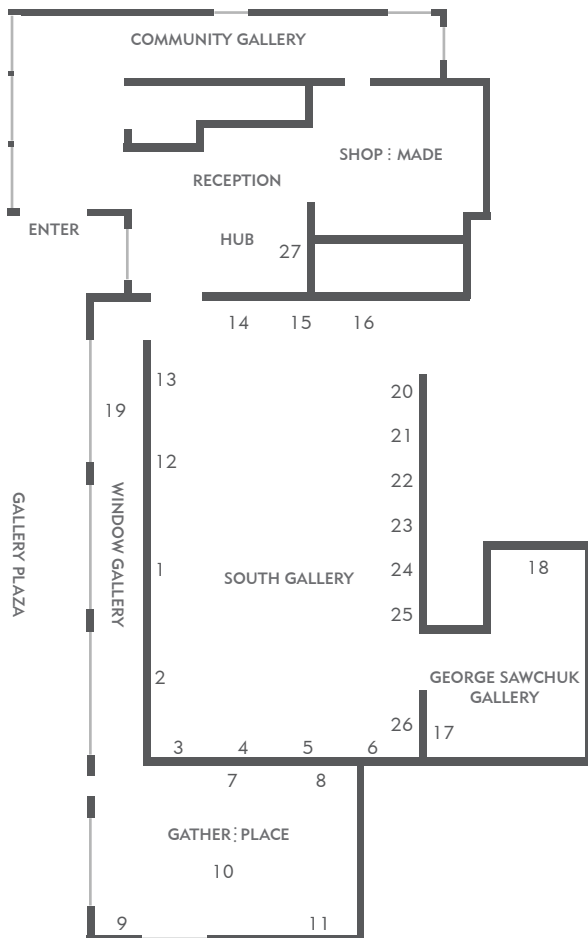 COMMUNITY GALLERY
SHOP ⋮ MADE
RECEPTION
ENTER
HUB
27
14 15 16
13
20
19
21
12
22
GALLERY PLAZA
WINDOW GALLERY
23
1
SOUTH GALLERY
24
18
25
2
GEORGE SAWCHUK
GALLERY
26
17
3 4 5 6
7 8
GATHER ⋮ PLACE
10
9 11